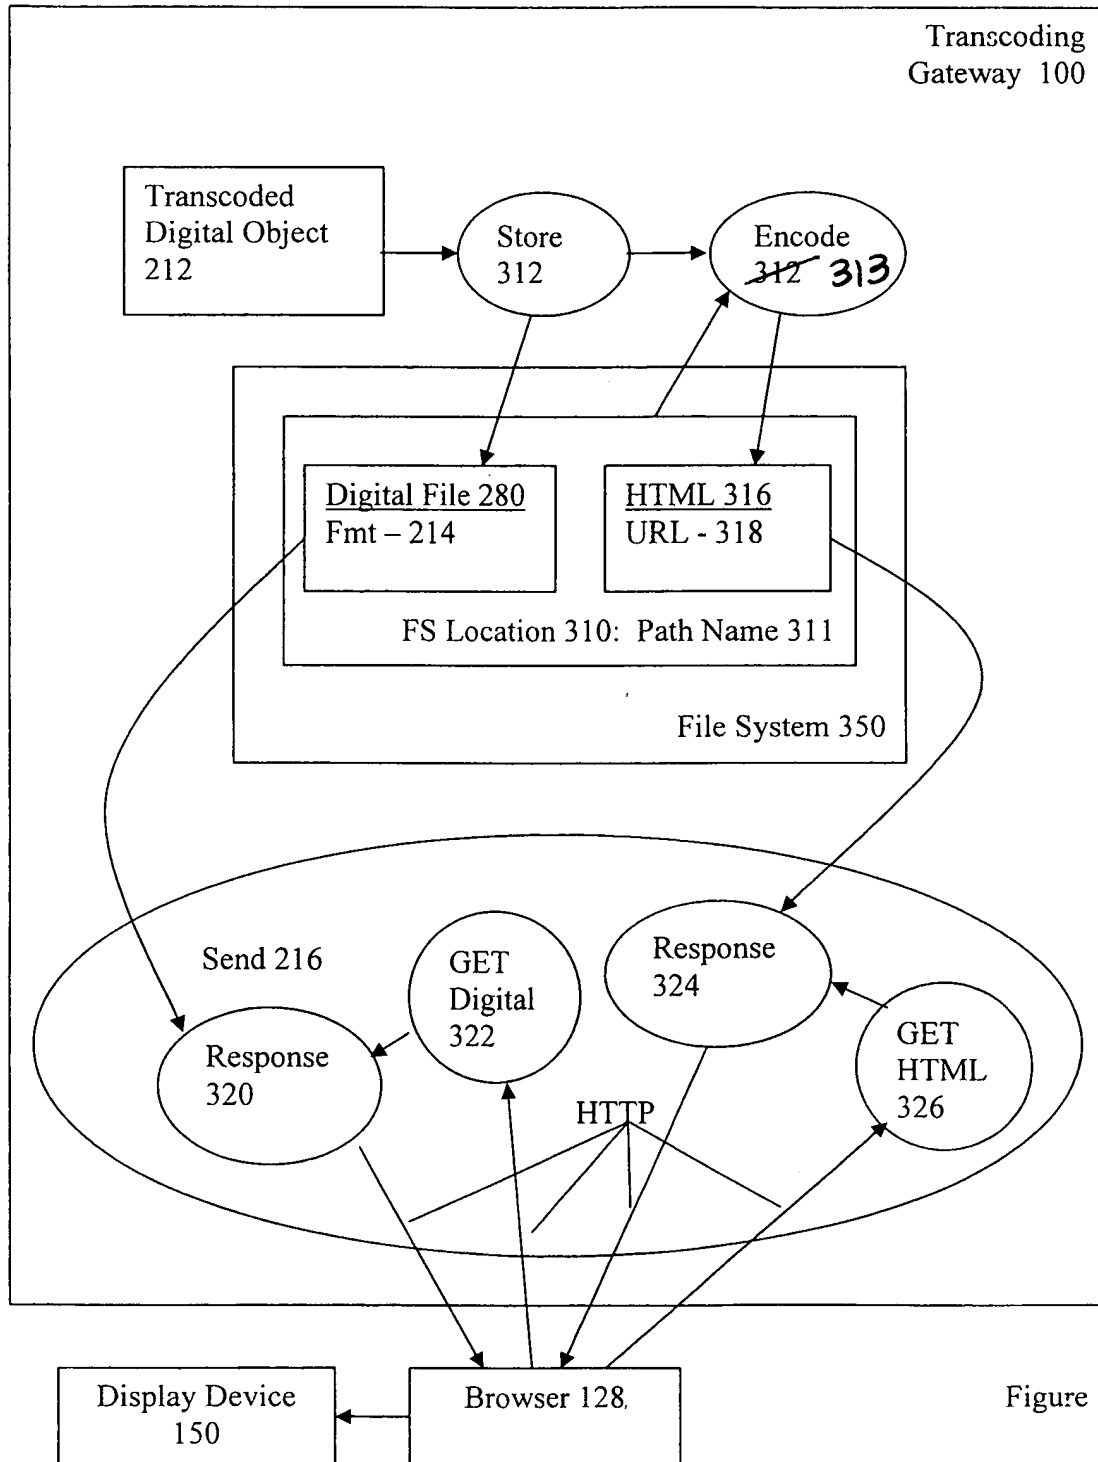 Transcoding
Gateway 100
Transcoded
Digital Object
212
Store
312
Encode
312 313
Digital File 280
Fmt – 214
HTML 316
URL - 318
FS Location 310: Path Name 311
File System 350
Send 216
GET
Digital
322
Response
324
Response
320
GET
HTML
326
HTTP
Display Device
150
Browser 128
Figure